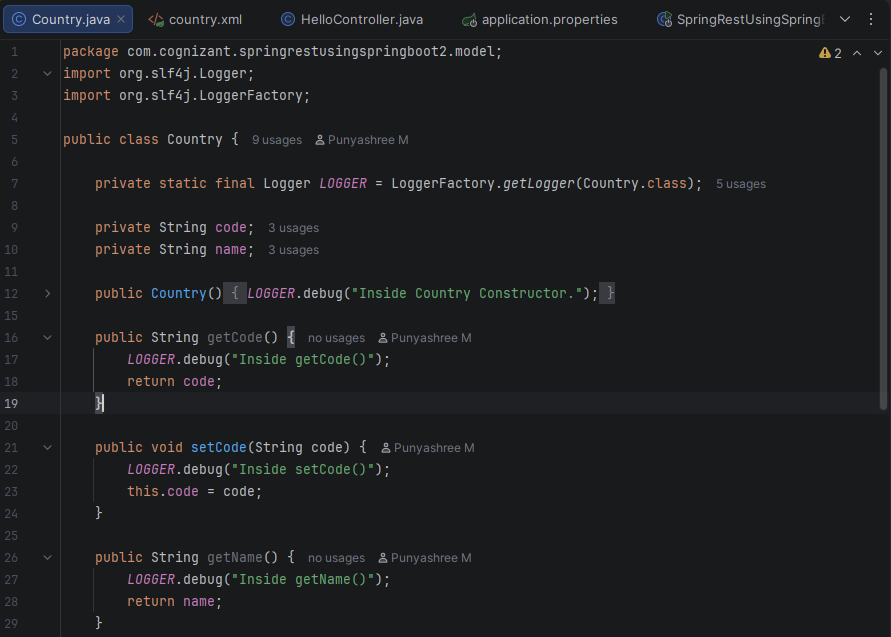 Country.java country.xml HelloController.java application.properties SpringRestUsingSpring
2
1 package com.cognizant.springrestusingspringboot2.model;
2 import org.slf4j.Logger;
3 import org.slf4j.LoggerFactory;
4
5 public class Country { 9 usages Punyashree M
6
7 private static final Logger LOGGER = LoggerFactory.getLogger(Country.class); 5 usages
8
9 private String code; 3 usages
10 private String name; 3 usages
11
12 public Country() { LOGGER.debug("Inside Country Constructor."); }
15
16 public String getCode() { no usages Punyashree M
17 LOGGER.debug("Inside getCode()");
18 return code;
19 }
20
21 public void setCode(String code) { Punyashree M
22 LOGGER.debug("Inside setCode()");
23 this.code = code;
24 }
25
26 public String getName() { no usages Punyashree M
27 LOGGER.debug("Inside getName()");
28 return name;
29 }